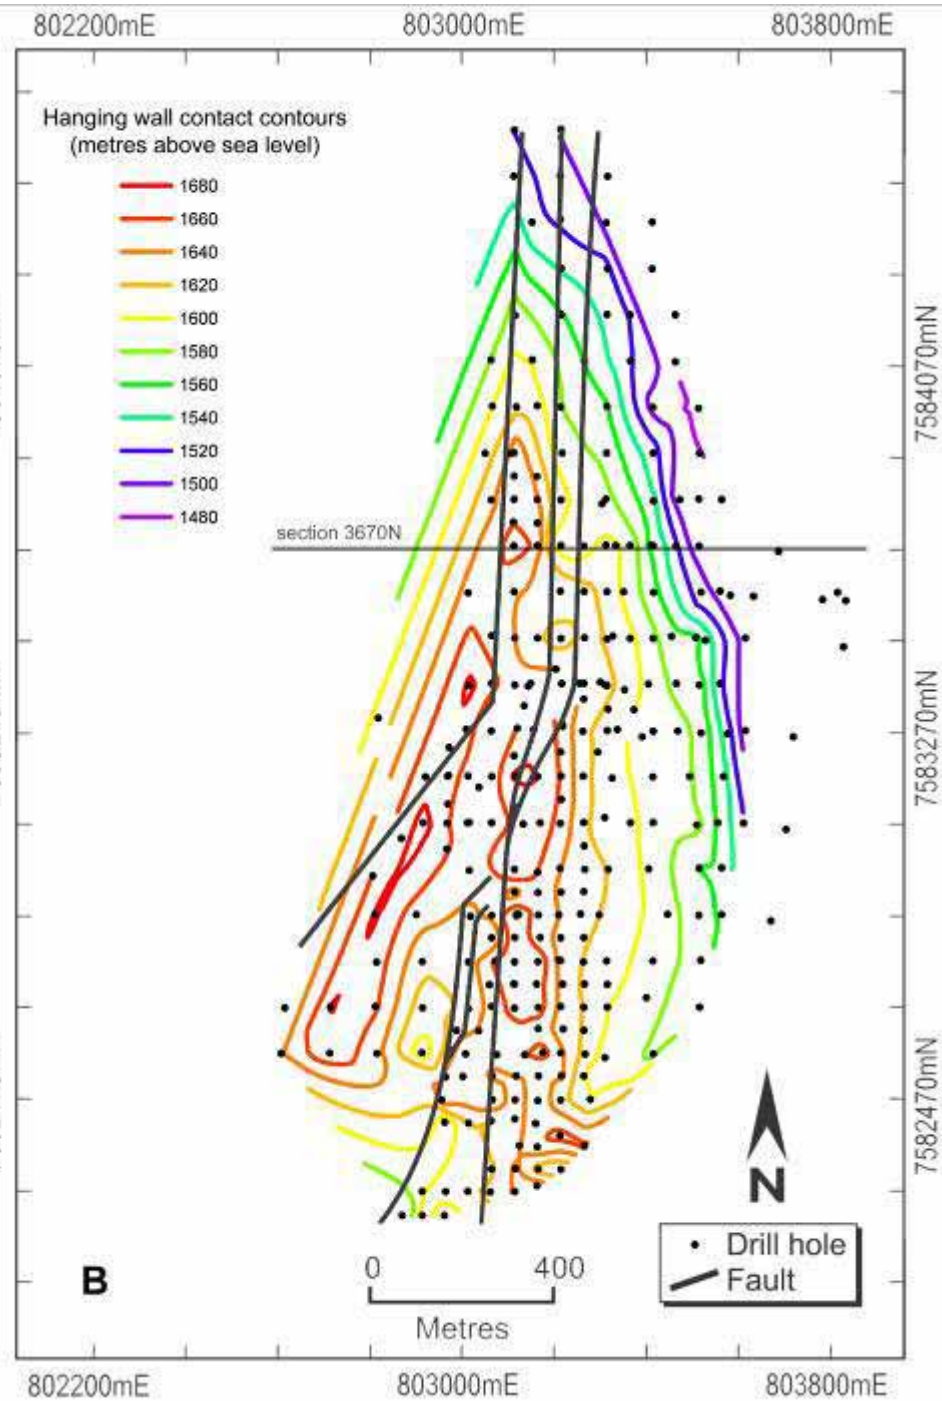 802200mE 803000mE 803800mE
Hanging wall contact contours
(metres above sea level)
1680
1660
1640
1620
1600
1580
1560
1540
1520
1500
1480
section 3670N
7584070mN
7583270mN
7582470mN
N
Drill hole
Fault
B
0 400
Metres
802200mE 803000mE 803800mE